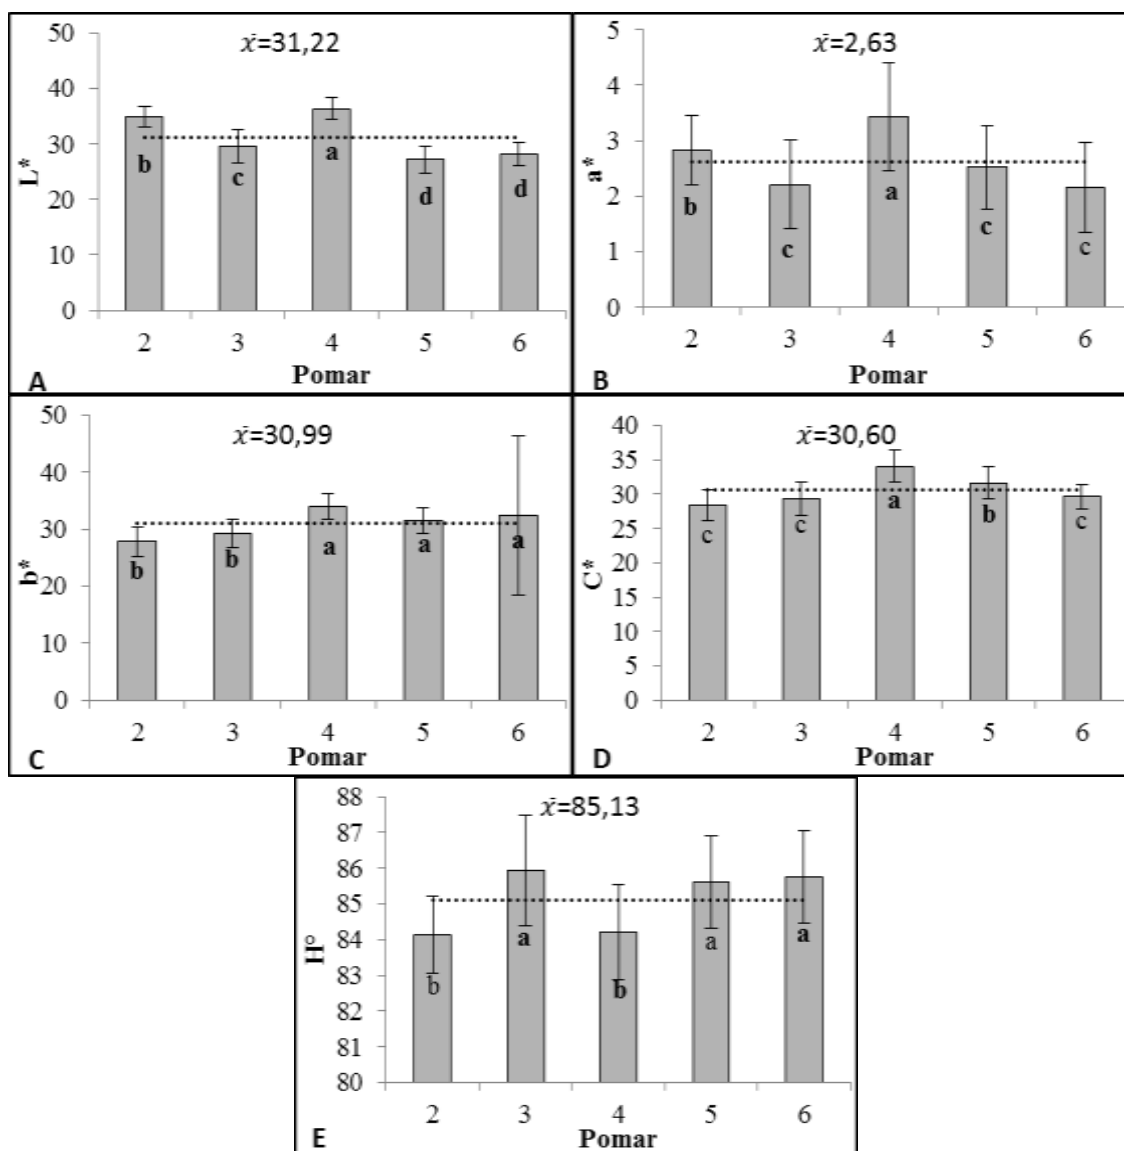 x̄=31,22
50
40
30
20
10
0
L*
b
c
a
d
d
2 3 4 5 6
Pomar
A
x̄=2,63
5
4
3
2
1
0
a*
b
c
a
c
c
2 3 4 5 6
Pomar
B
x̄=30,99
50
40
30
20
10
0
b*
b
b
a
a
a
2 3 4 5 6
Pomar
C
x̄=30,60
40
35
30
25
20
15
10
5
0
C*
c
c
a
b
c
2 3 4 5 6
Pomar
D
x̄=85,13
88
87
86
85
84
83
82
81
80
H°
b
a
b
a
a
2 3 4 5 6
Pomar
E